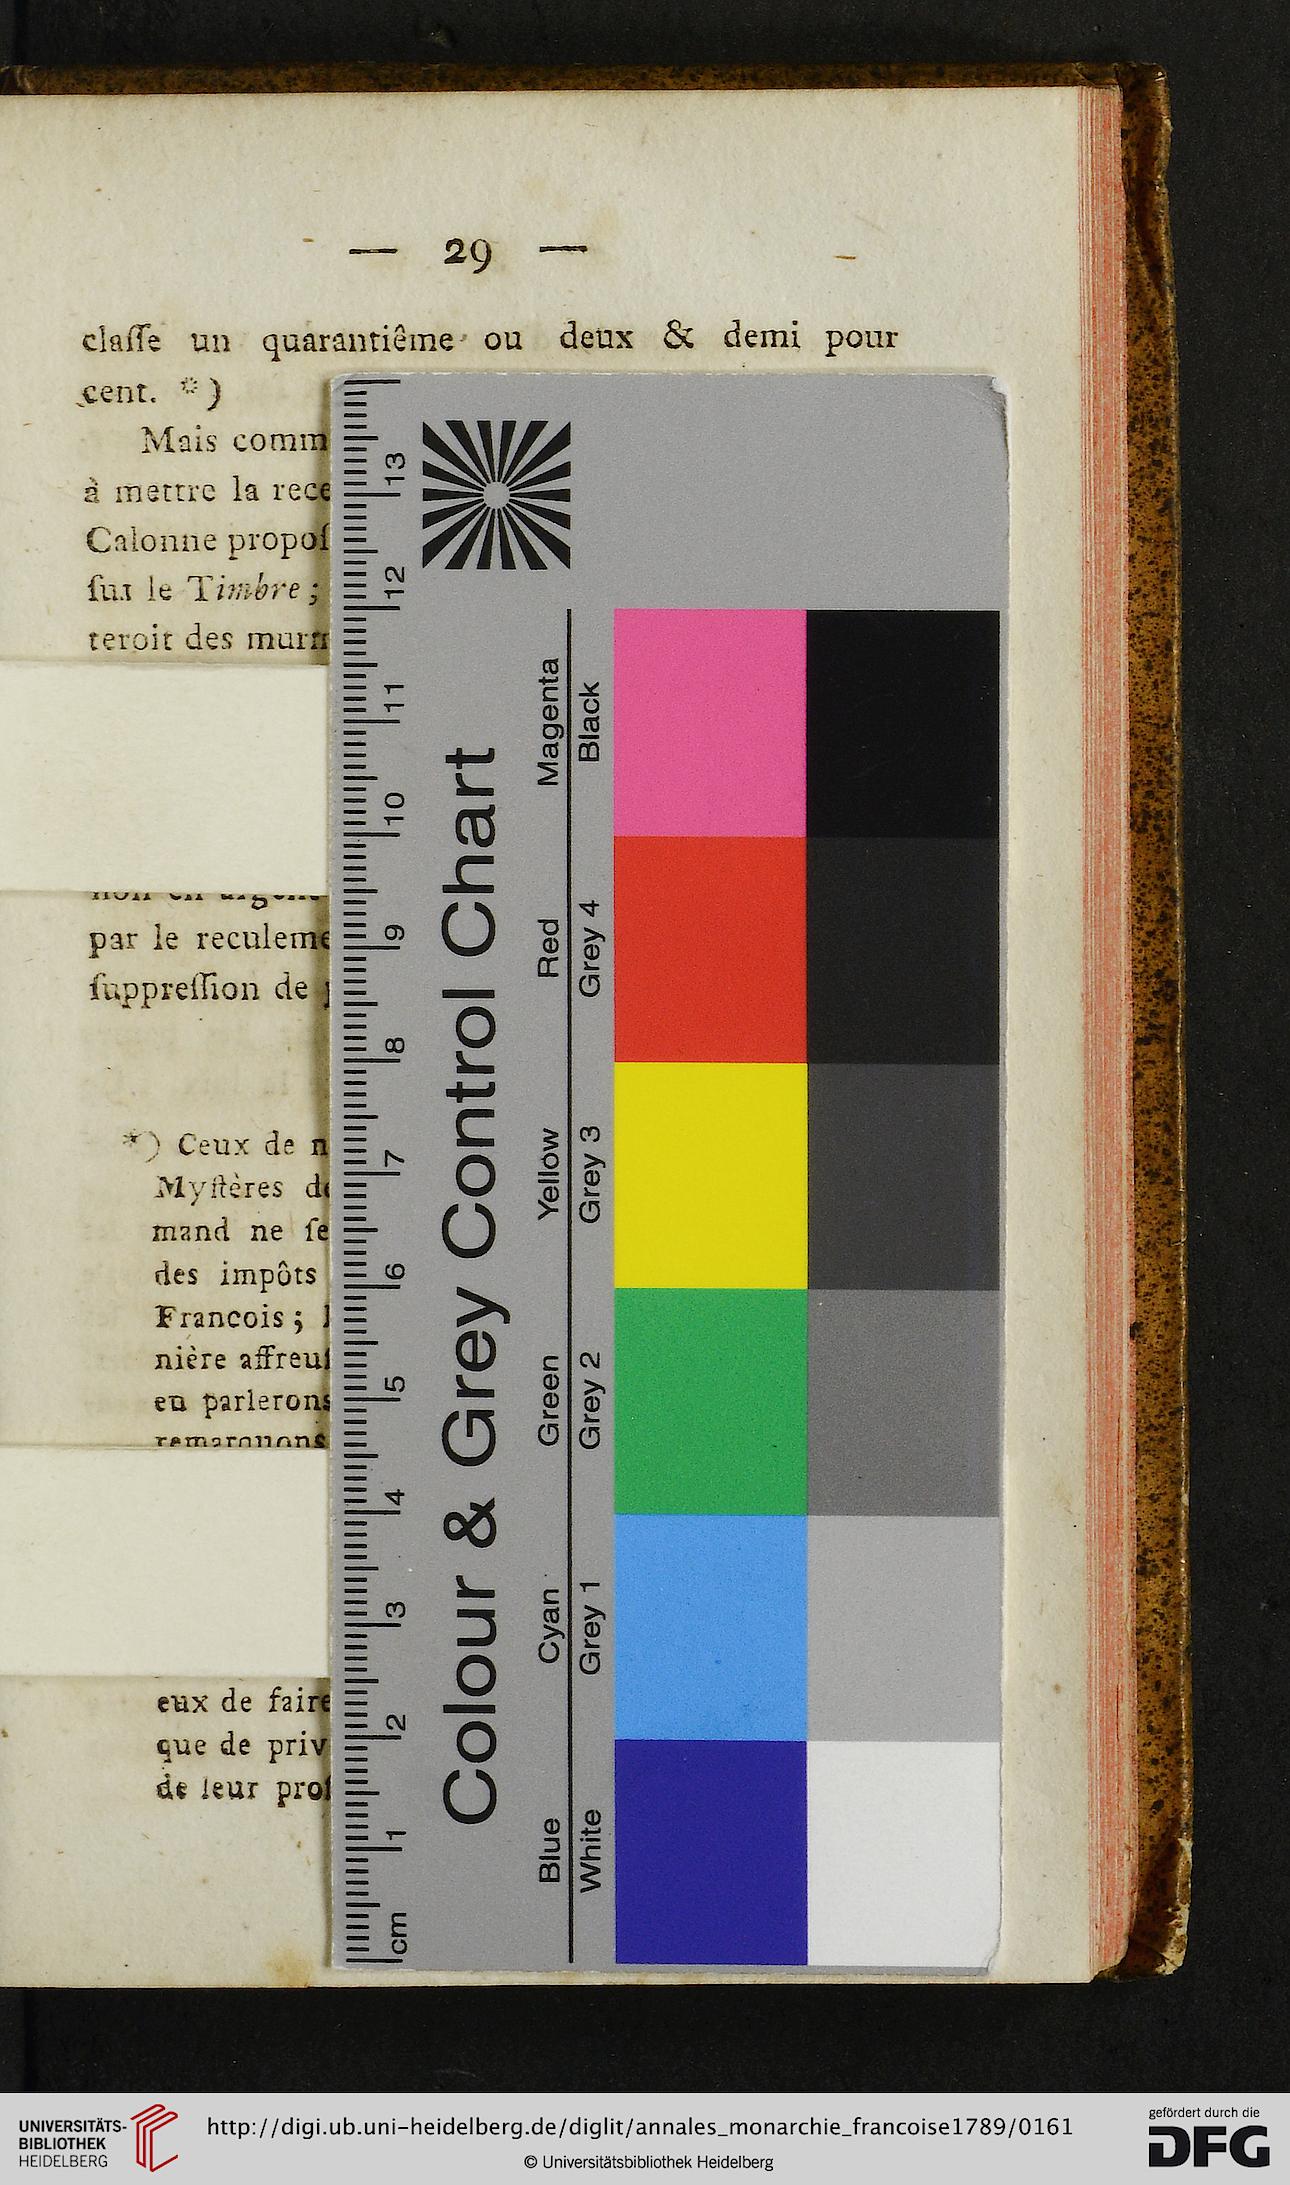 — 29 —
claſſe un quarantiême ou deux & demi pour
cent. *)
Mais comm
à mettre la rece
Calonne propoſ
ſur le Timbre;
teroit des murm
par le reculeme
ſuppreſſion de
*) Ceux de n
Myſtères de
mand ne ſe
des impôts
Francois;
nière affreuſ
en parlerons
remarquons
eux de faire
que de priv
de leur prof
13
12
11
10
9
8
7
6
5
4
3
2
1
cm
Colour & Grey Control Chart
Blue Cyan Green Yellow Red Magenta
White Grey 1 Grey 2 Grey 3 Grey 4 Black
UNIVERSITÄTS-
BIBLIOTHEK
HEIDELBERG
http://digi.ub.uni-heidelberg.de/diglit/annales_monarchie_francoise1789/0161
© Universitätsbibliothek Heidelberg
gefördert durch die
DFG